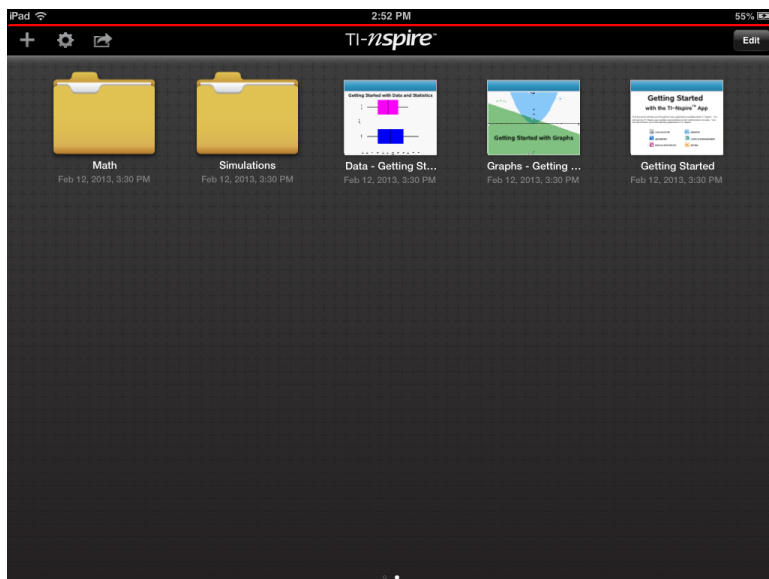 iPad 2:52 PM 55%
TI-nspire™ Edit
Getting Started with Data and Statistics
Getting Started with Graphs
Getting Started
with the TI-Nspire™ App
Math
Simulations
Data - Getting St...
Graphs - Getting ...
Getting Started
Feb 12, 2013, 3:30 PM
Feb 12, 2013, 3:30 PM
Feb 12, 2013, 3:30 PM
Feb 12, 2013, 3:30 PM
Feb 12, 2013, 3:30 PM